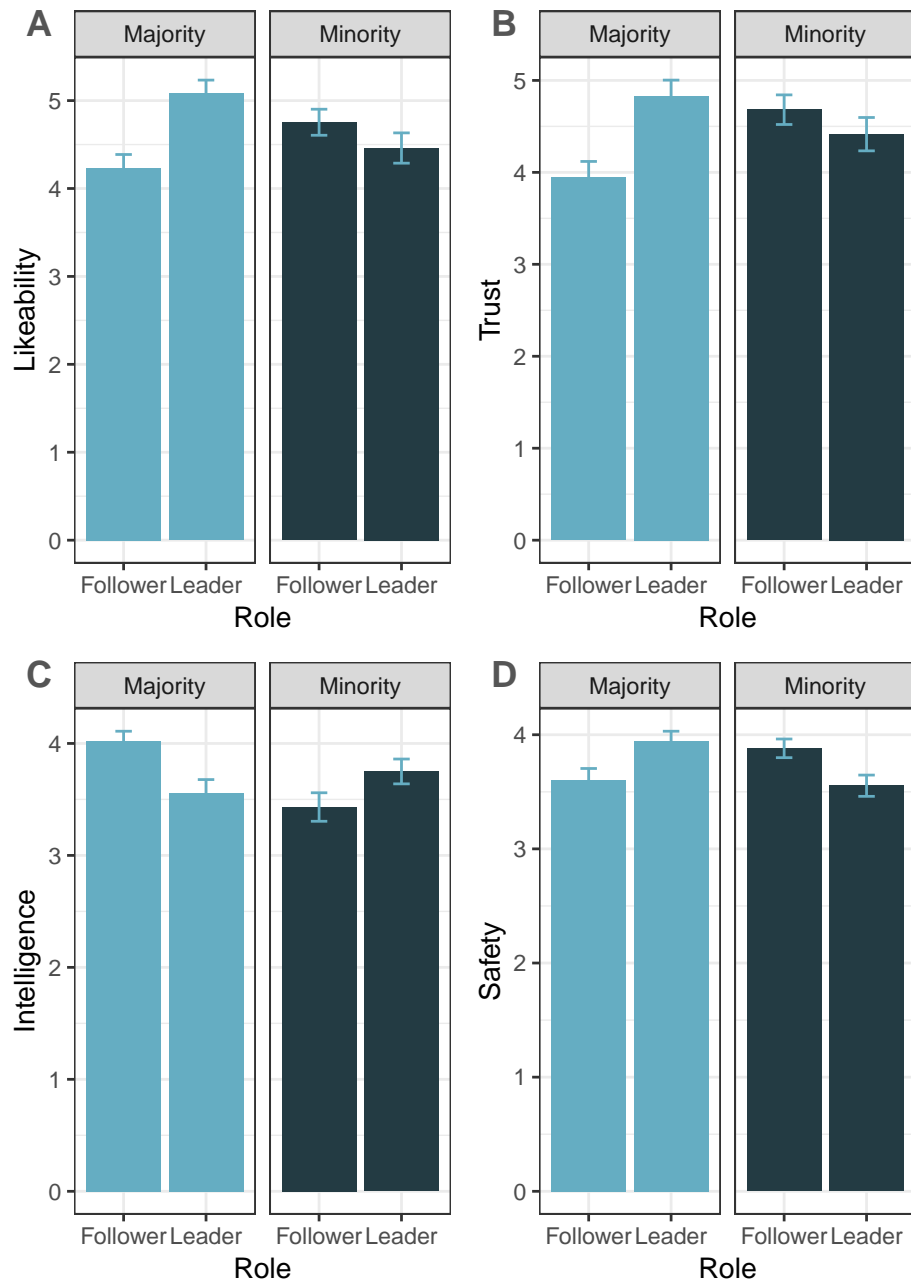 A
Majority
Minority
Likeability
5
4
3
2
1
0
Follower Leader
Follower Leader
Role
B
Majority
Minority
Trust
5
4
3
2
1
0
Follower Leader
Follower Leader
Role
C
Majority
Minority
Intelligence
4
3
2
1
0
Follower Leader
Follower Leader
Role
D
Majority
Minority
Safety
4
3
2
1
0
Follower Leader
Follower Leader
Role